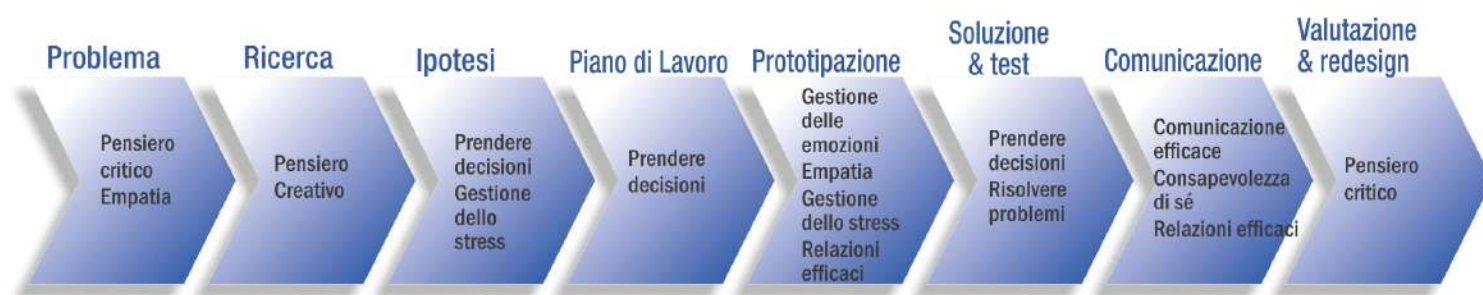 Problema
Pensiero
critico
Empatia
Ricerca
Pensiero
Creativo
Ipotesi
Prendere
decisioni
Gestione
dello
stress
Piano di Lavoro
Prendere
decisioni
Prototipazione
Gestione
delle
emozioni
Empatia
Gestione
dello stress
Relazioni
efficaci
Soluzione
& test
Prendere
decisioni
Risolvere
problemi
Comunicazione
Comunicazione
efficace
Consapevolezza
di sé
Relazioni efficaci
Valutazione
& redesign
Pensiero
critico